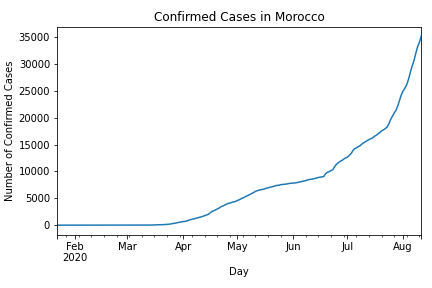 Confirmed Cases in Morocco
Number of Confirmed Cases
35000
30000
25000
20000
15000
10000
5000
0
Feb Mar Apr May Jun Jul Aug
2020
Day